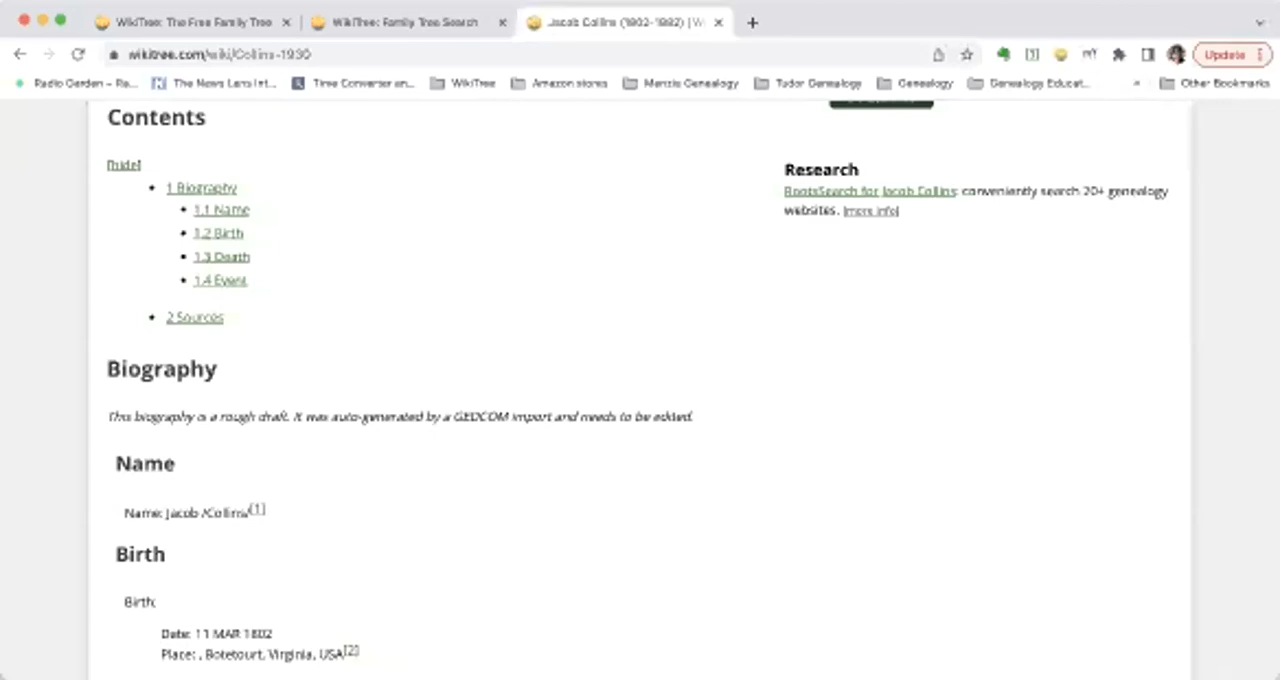 WikiTree: The Free Family Tree
WikiTree: Family Tree Search
Jacob Collins (1802-1882) | W
wikitree.com/wiki/Collins-1930
Update
Radio Garden – Ra...
The News Lens Int...
Time Converter an...
WikiTree
Amazon stores
Menzie Genealogy
Tudor Genealogy
Genealogy
Genealogy Educat...
»
Other Bookmarks
Contents
[hide]
1 Biography
1.1 Name
1.2 Birth
1.3 Death
1.4 Event
2 Sources
Research
RootsSearch for Jacob Collins: conveniently search 20+ genealogy
websites. [more info]
Biography
This biography is a rough draft. It was auto-generated by a GEDCOM import and needs to be edited.
Name
Name: Jacob /Collins/[1]
Birth
Birth:
Date: 11 MAR 1802
Place: , Botetourt, Virginia, USA[2]